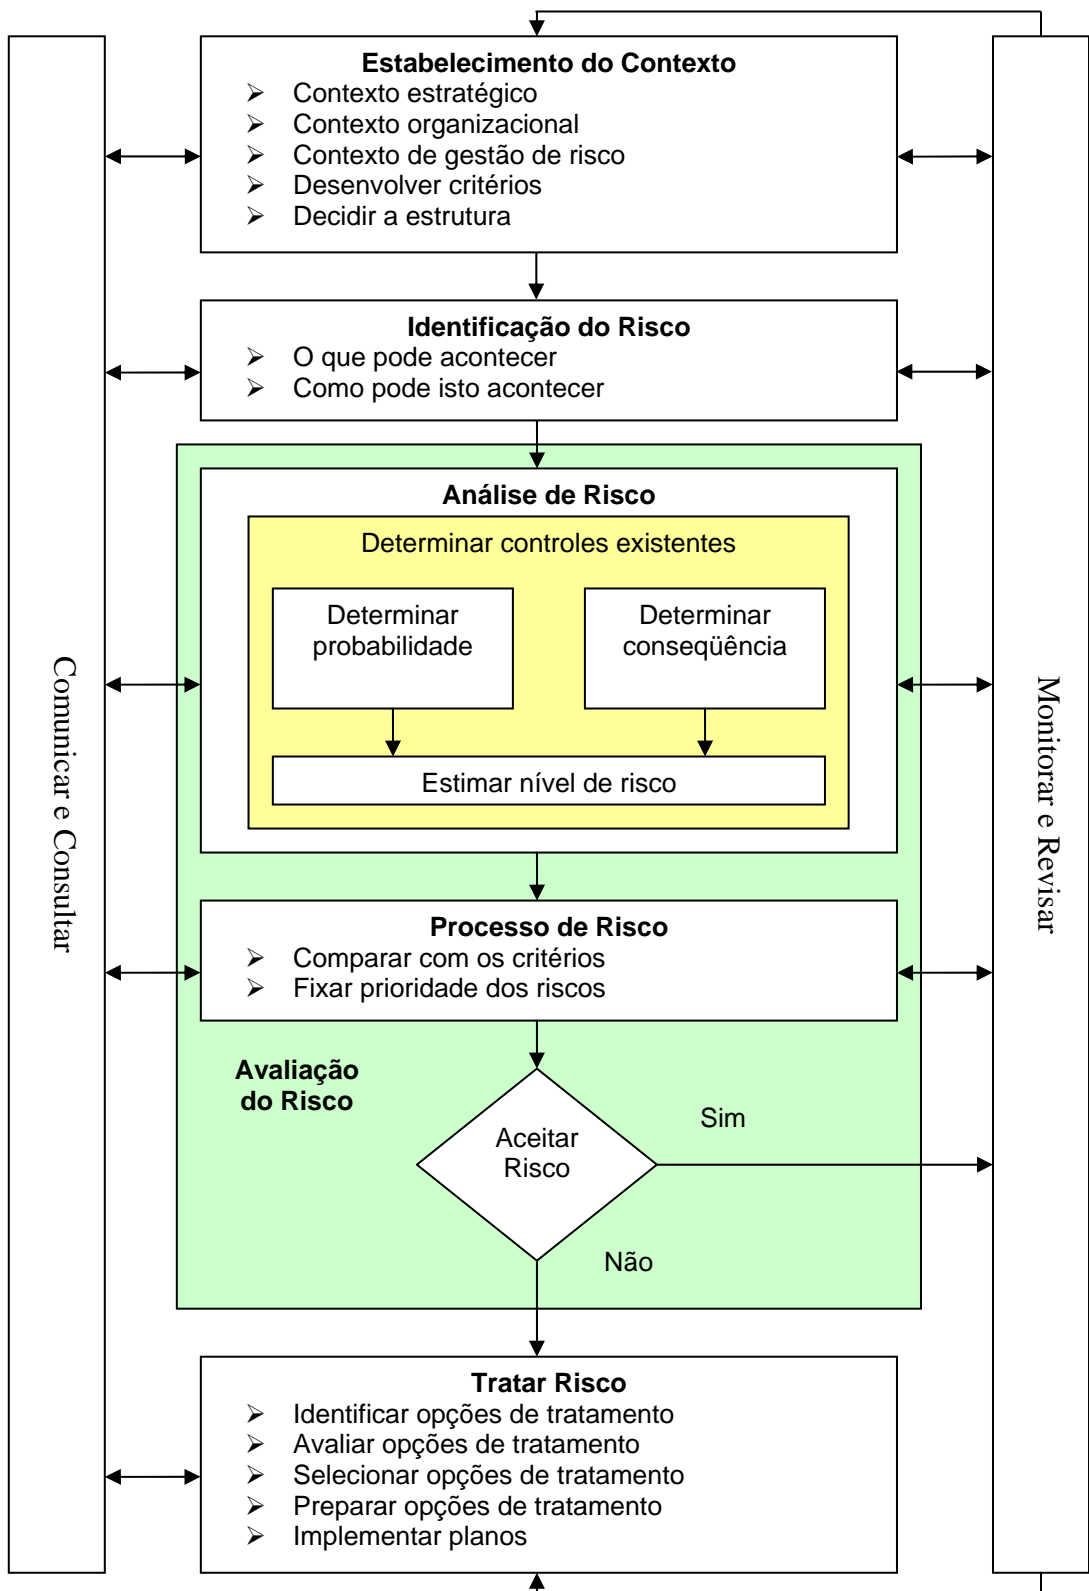 Estabelecimento do Contexto
➢ Contexto estratégico
➢ Contexto organizacional
➢ Contexto de gestão de risco
➢ Desenvolver critérios
➢ Decidir a estrutura
Identificação do Risco
➢ O que pode acontecer
➢ Como pode isto acontecer
Análise de Risco
Determinar controles existentes
Determinar
probabilidade
Determinar
conseqüência
Estimar nível de risco
Comunicar e Consultar
Monitorar e Revisar
Processo de Risco
➢ Comparar com os critérios
➢ Fixar prioridade dos riscos
Avaliação
do Risco
Aceitar
Risco
Sim
Não
Tratar Risco
➢ Identificar opções de tratamento
➢ Avaliar opções de tratamento
➢ Selecionar opções de tratamento
➢ Preparar opções de tratamento
➢ Implementar planos